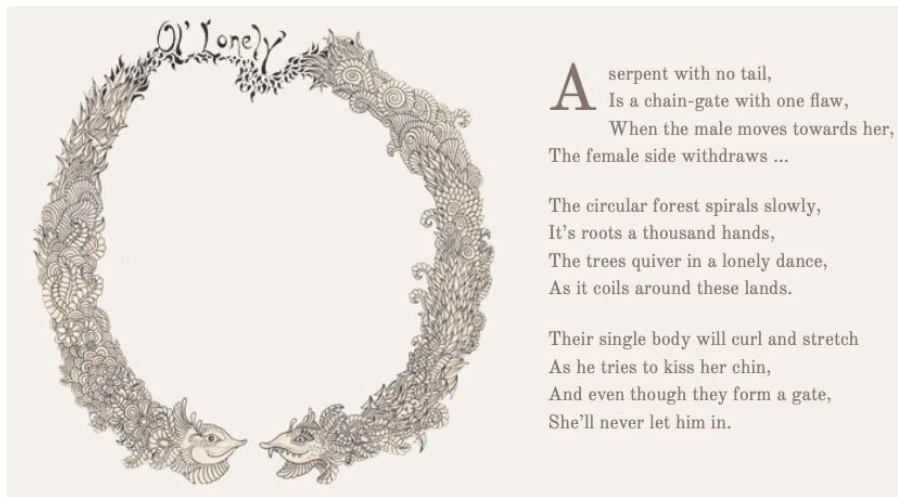 Ol' Lonely
A serpent with no tail,
Is a chain-gate with one flaw,
When the male moves towards her,
The female side withdraws ...
The circular forest spirals slowly,
It's roots a thousand hands,
The trees quiver in a lonely dance,
As it coils around these lands.
Their single body will curl and stretch
As he tries to kiss her chin,
And even though they form a gate,
She'll never let him in.